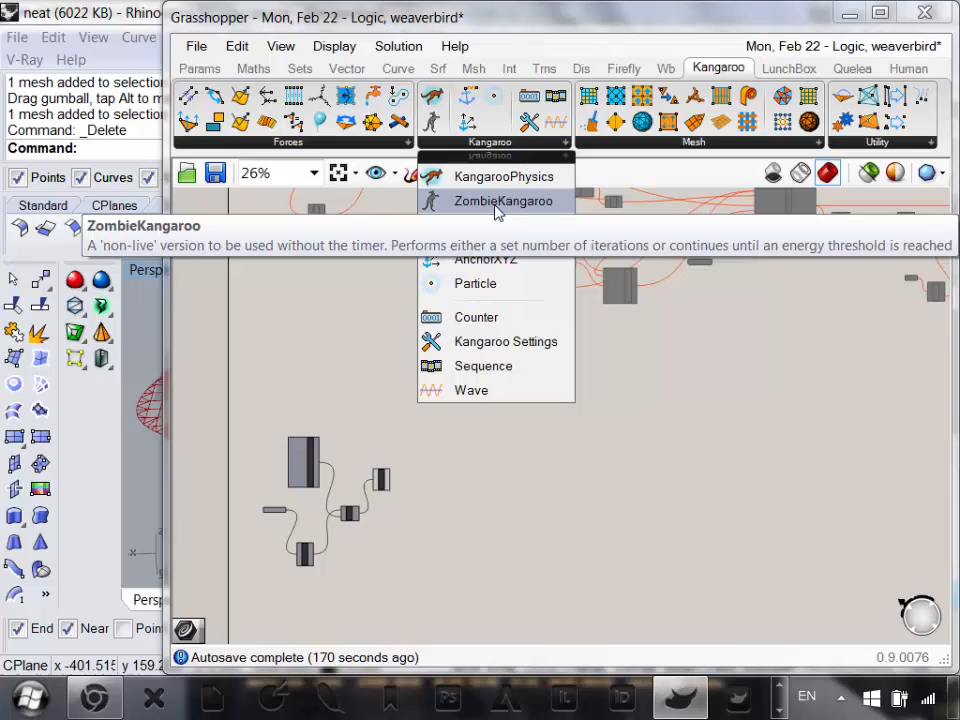 neat (6022 KB) - Rhino
File Edit View Curve
V-Ray Help
1 mesh added to selection
Drag gumball, tap Alt to m
1 mesh added to selection
Command: _Delete
Command:
Points Curves
Standard CPlanes
Grasshopper - Mon, Feb 22 - Logic, weaverbird*
File Edit View Display Solution Help
Mon, Feb 22 - Logic, weaverbird*
Params Maths Sets Vector Curve Srf Msh Int Trns Dis Firefly Wb Kangaroo LunchBox Quelea Human
Forces Kangaroo Mesh Utility
26%
KangarooPhysics
ZombieKangaroo
ZombieKangaroo
A 'non-live' version to be used without the timer. Performs either a set number of iterations or continues until an energy threshold is reached
AnchorXYZ
Particle
Counter
Kangaroo Settings
Sequence
Wave
Persp
Persp
End Near Poin
CPlane x -401.515 y 159.2
Autosave complete (170 seconds ago)
0.9.0076
Ps
EN